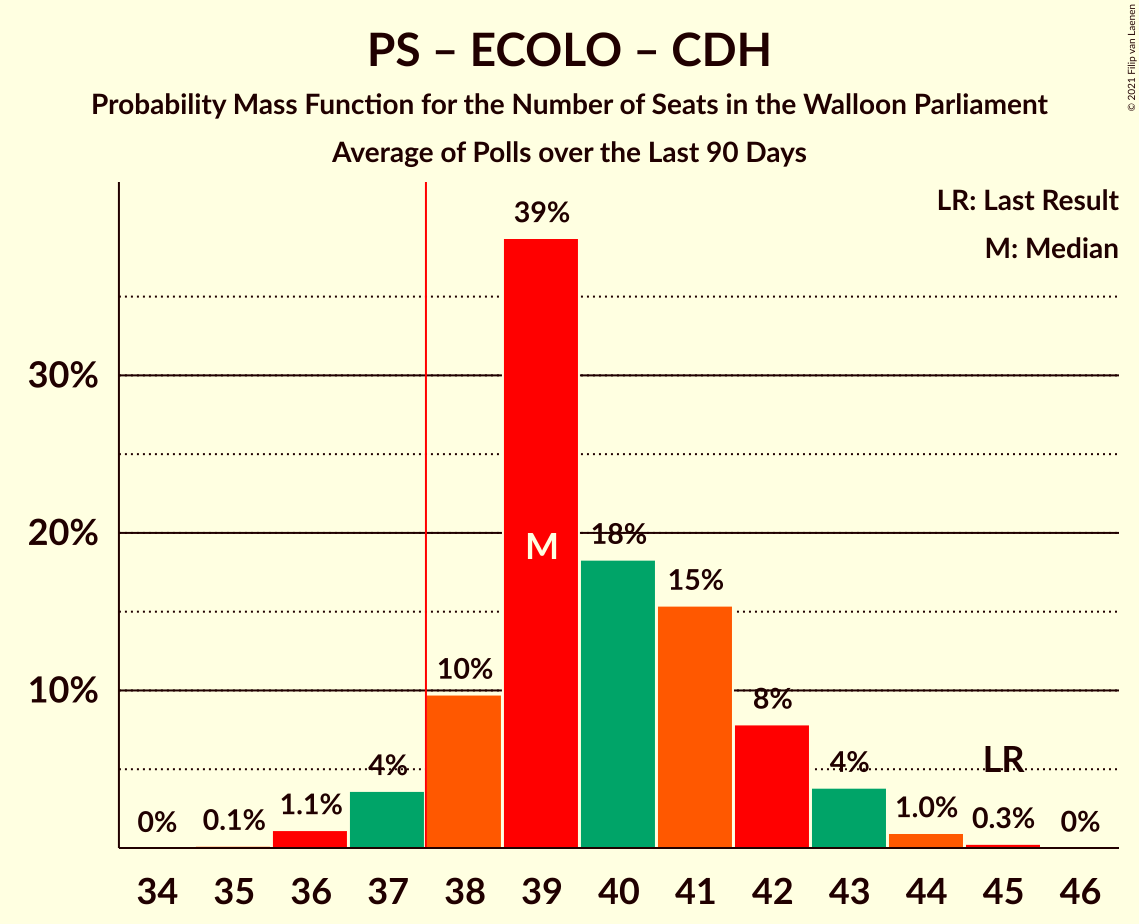 PS – ECOLO – CDH
Probability Mass Function for the Number of Seats in the Walloon Parliament
Average of Polls over the Last 90 Days
© 2021 Filip van Laenen
LR: Last Result
M: Median
39%
30%
20%
10%
M
18%
15%
10%
8%
4%
4%
LR
0%
0.1%
1.1%
1.0%
0.3%
0%
34 35 36 37 38 39 40 41 42 43 44 45 46